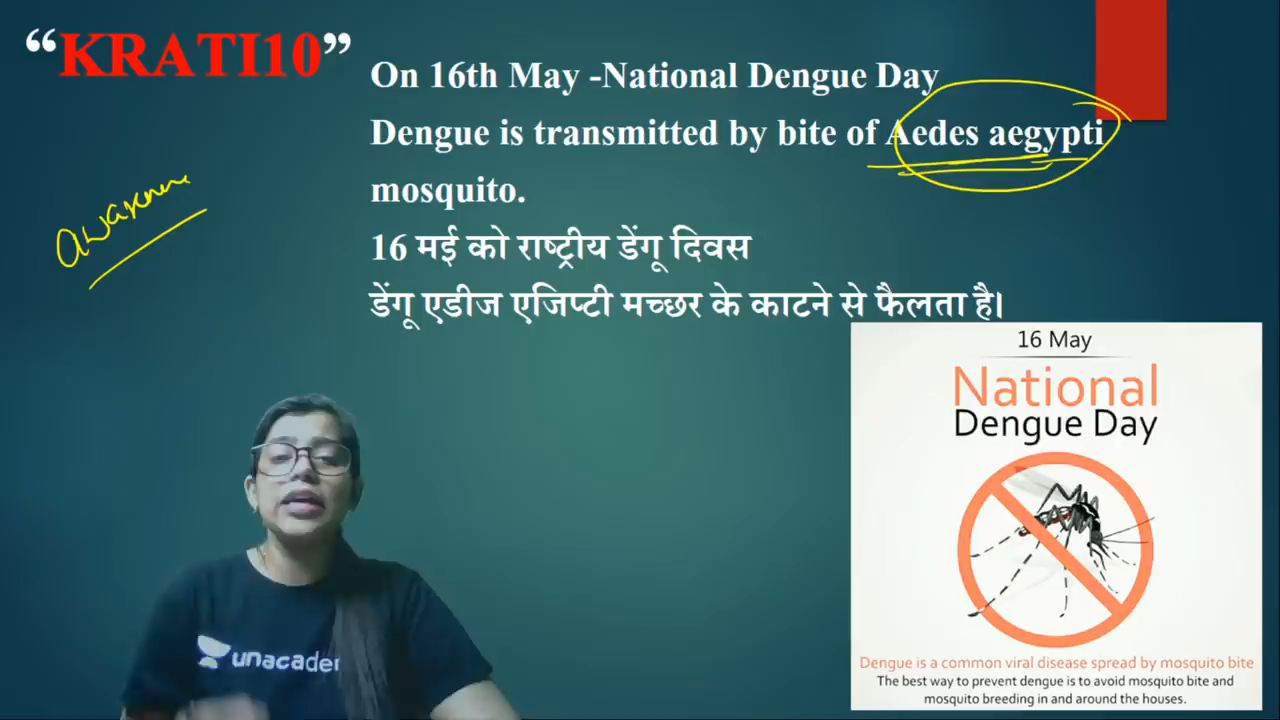 “KRATI10”
On 16th May -National Dengue Day
Dengue is transmitted by bite of Aedes aegypti
mosquito.
16 मई को राष्ट्रीय डेंगू दिवस
डेंगू एडीज एजिप्टी मच्छर के काटने से फैलता है।
16 May
National
Dengue Day
Dengue is a common viral disease spread by mosquito bite
The best way to prevent dengue is to avoid mosquito bite and
mosquito breeding in and around the houses.